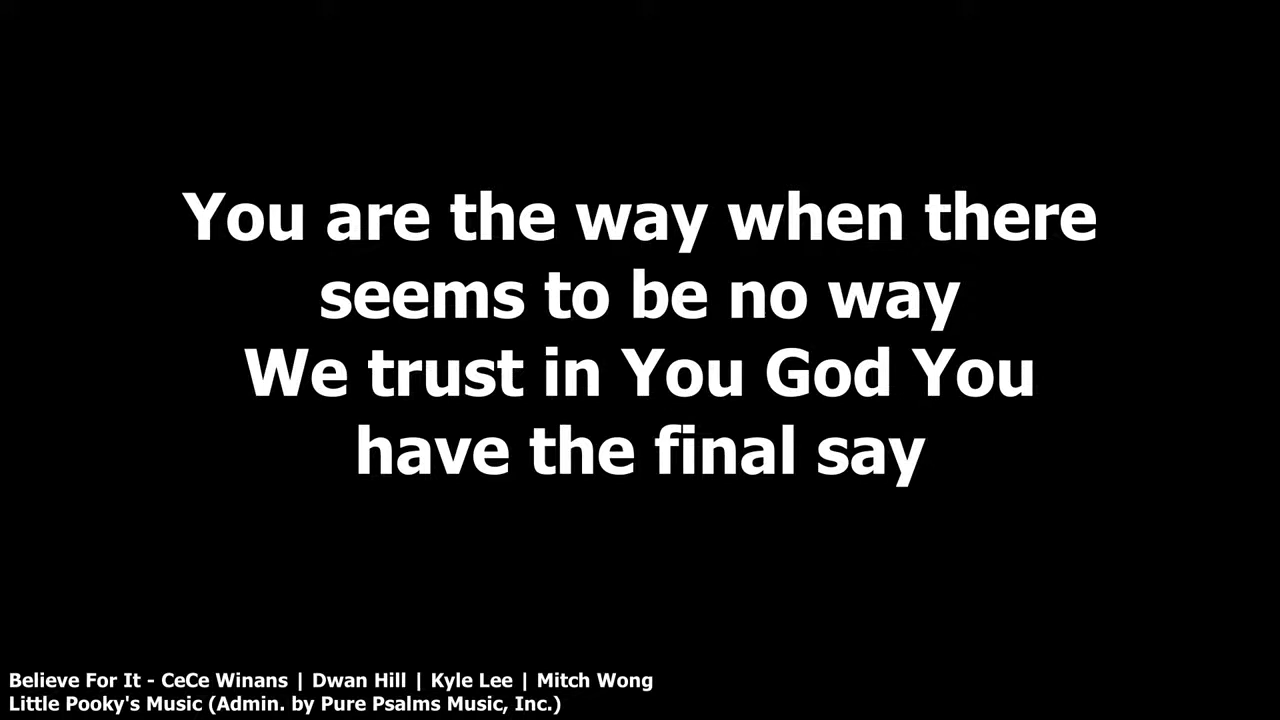 You are the way when there
seems to be no way
We trust in You God You
have the final say
Believe For It - CeCe Winans | Dwan Hill | Kyle Lee | Mitch Wong
Little Pooky's Music (Admin. by Pure Psalms Music, Inc.)